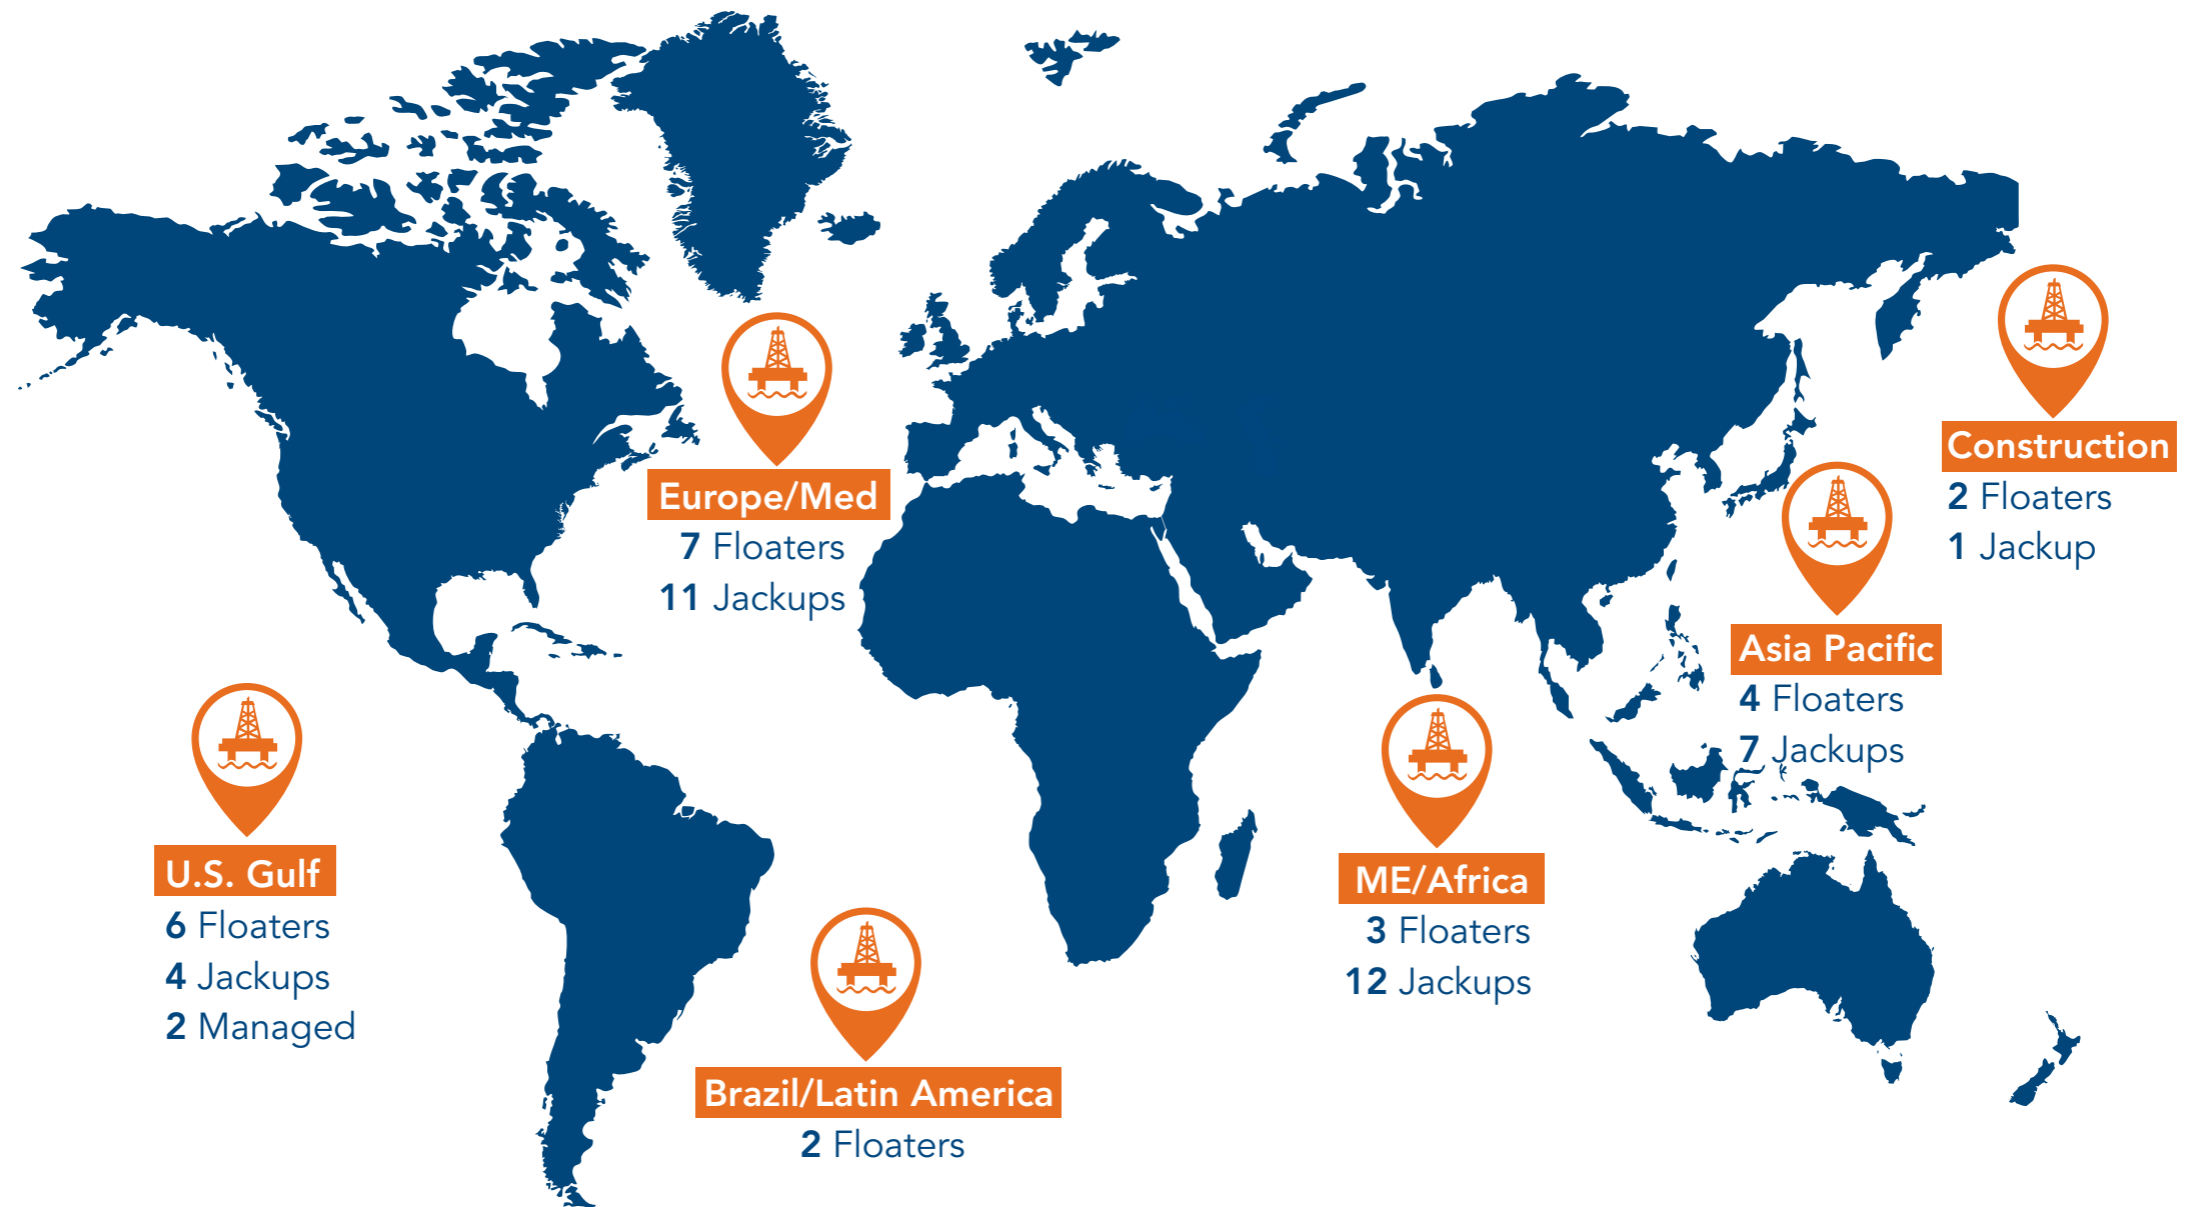 Europe/Med
7 Floaters
11 Jackups
Construction
2 Floaters
1 Jackup
Asia Pacific
4 Floaters
7 Jackups
U.S. Gulf
6 Floaters
4 Jackups
2 Managed
ME/Africa
3 Floaters
12 Jackups
Brazil/Latin America
2 Floaters